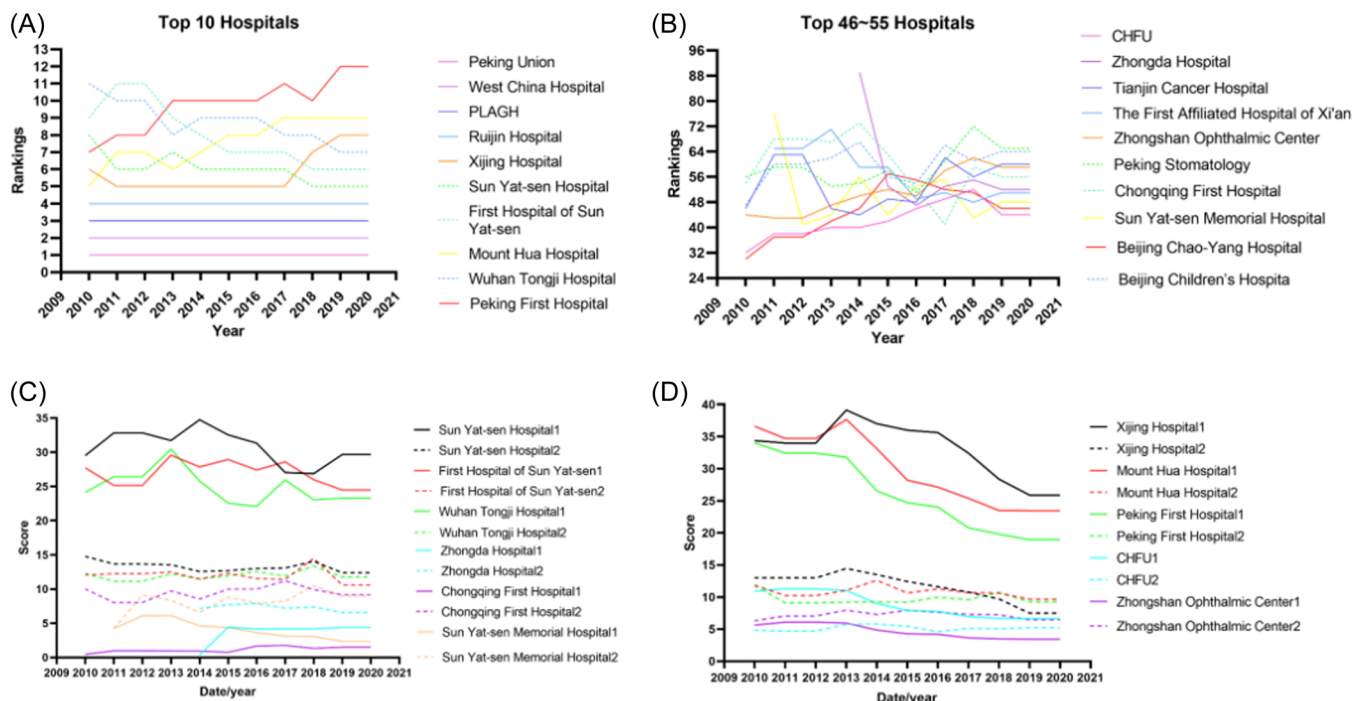 (A)
Top 10 Hospitals
13
12
11
10
9
8
7
6
5
4
3
2
1
0
Rankings
2009
2010
2011
2012
2013
2014
2015
2016
2017
2018
2019
2020
2021
Year
Peking Union
West China Hospital
PLAGH
Ruijin Hospital
Xijing Hospital
Sun Yat-sen Hospital
First Hospital of Sun
Yat-sen
Mount Hua Hospital
Wuhan Tongji Hospital
Peking First Hospital
(B)
Top 46~55 Hospitals
96
88
80
72
64
56
48
40
32
24
Rankings
2009
2010
2011
2012
2013
2014
2015
2016
2017
2018
2019
2020
2021
Year
CHFU
Zhongda Hospital
Tianjin Cancer Hospital
The First Affiliated Hospital of Xi'an
Zhongshan Ophthalmic Center
Peking Stomatology
Chongqing First Hospital
Sun Yat-sen Memorial Hospital
Beijing Chao-Yang Hospital
Beijing Children's Hospita
(C)
35
30
25
20
15
10
5
0
Score
2009 2010 2011 2012 2013 2014 2015 2016 2017 2018 2019 2020 2021
Date/year
Sun Yat-sen Hospital1
Sun Yat-sen Hospital2
First Hospital of Sun Yat-sen1
First Hospital of Sun Yat-sen2
Wuhan Tongji Hospital1
Wuhan Tongji Hospital2
Zhongda Hospital1
Zhongda Hospital2
Chongqing First Hospital1
Chongqing First Hospital2
Sun Yat-sen Memorial Hospital1
Sun Yat-sen Memorial Hospital2
(D)
40
35
30
25
20
15
10
5
0
Score
2009 2010 2011 2012 2013 2014 2015 2016 2017 2018 2019 2020 2021
Date/year
Xijing Hospital1
Xijing Hospital2
Mount Hua Hospital1
Mount Hua Hospital2
Peking First Hospital1
Peking First Hospital2
CHFU1
CHFU2
Zhongshan Ophthalmic Center1
Zhongshan Ophthalmic Center2